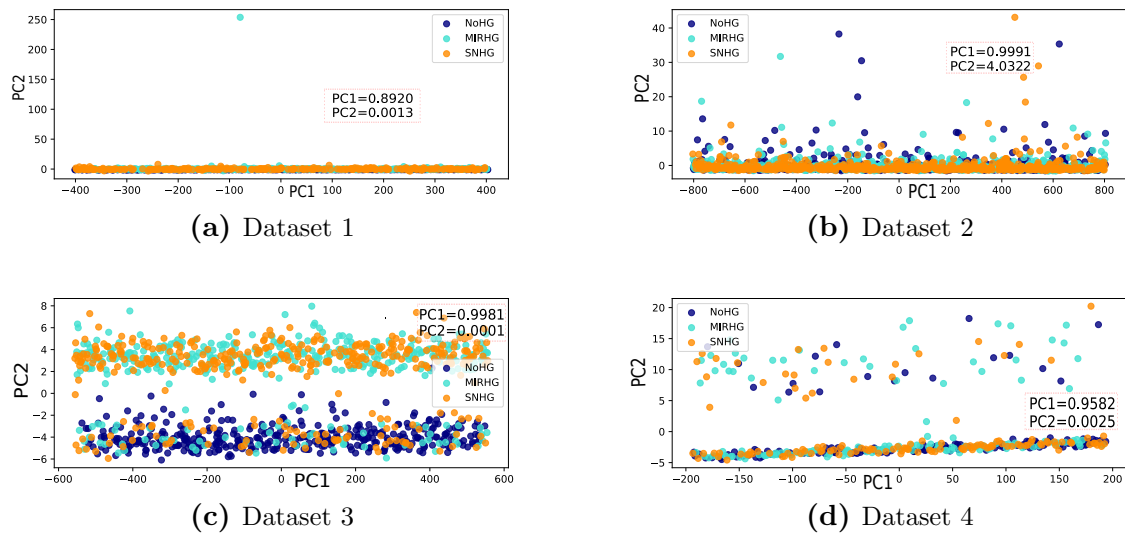 250
200
150
100
50
0
PC2
NoHG
MIRHG
SNHG
PC1=0.8920
PC2=0.0013
−400 −300 −200 −100 0 100 200 300 400
PC1
(a) Dataset 1
40
30
20
10
0
PC2
NoHG
MIRHG
SNHG
PC1=0.9991
PC2=4.0322
−800 −600 −400 −200 0 200 400 600 800
PC1
(b) Dataset 2
8
6
4
2
0
−2
−4
−6
PC2
PC1=0.9981
PC2=0.0001
NoHG
MIRHG
SNHG
−600 −400 −200 0 200 400 600
PC1
(c) Dataset 3
20
15
10
5
0
−5
PC2
NoHG
MIRHG
SNHG
PC1=0.9582
PC2=0.0025
−200 −150 −100 −50 0 50 100 150 200
PC1
(d) Dataset 4